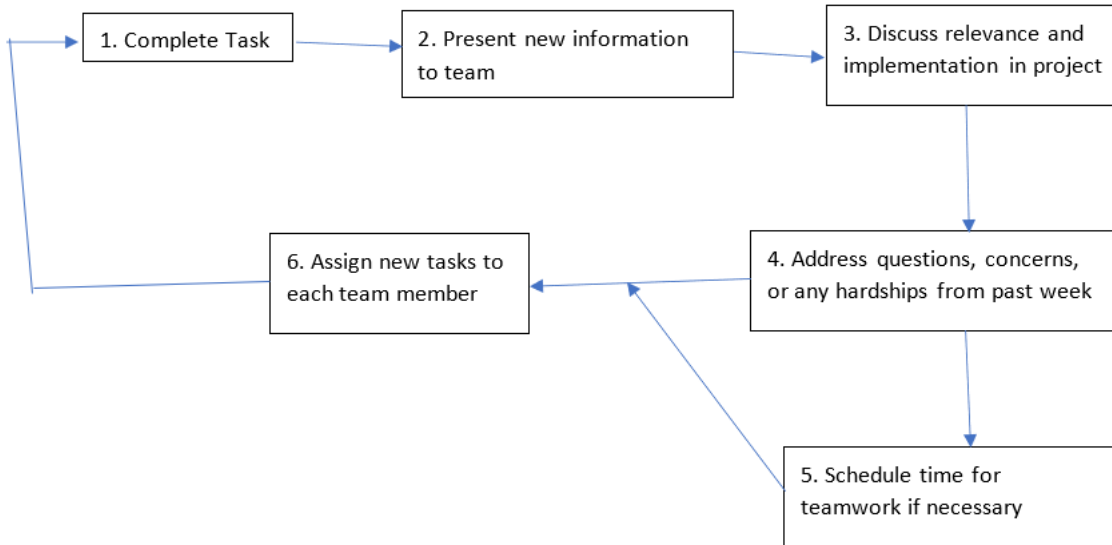 1. Complete Task
2. Present new information
to team
3. Discuss relevance and
implementation in project
4. Address questions, concerns,
or any hardships from past week
5. Schedule time for
teamwork if necessary
6. Assign new tasks to
each team member